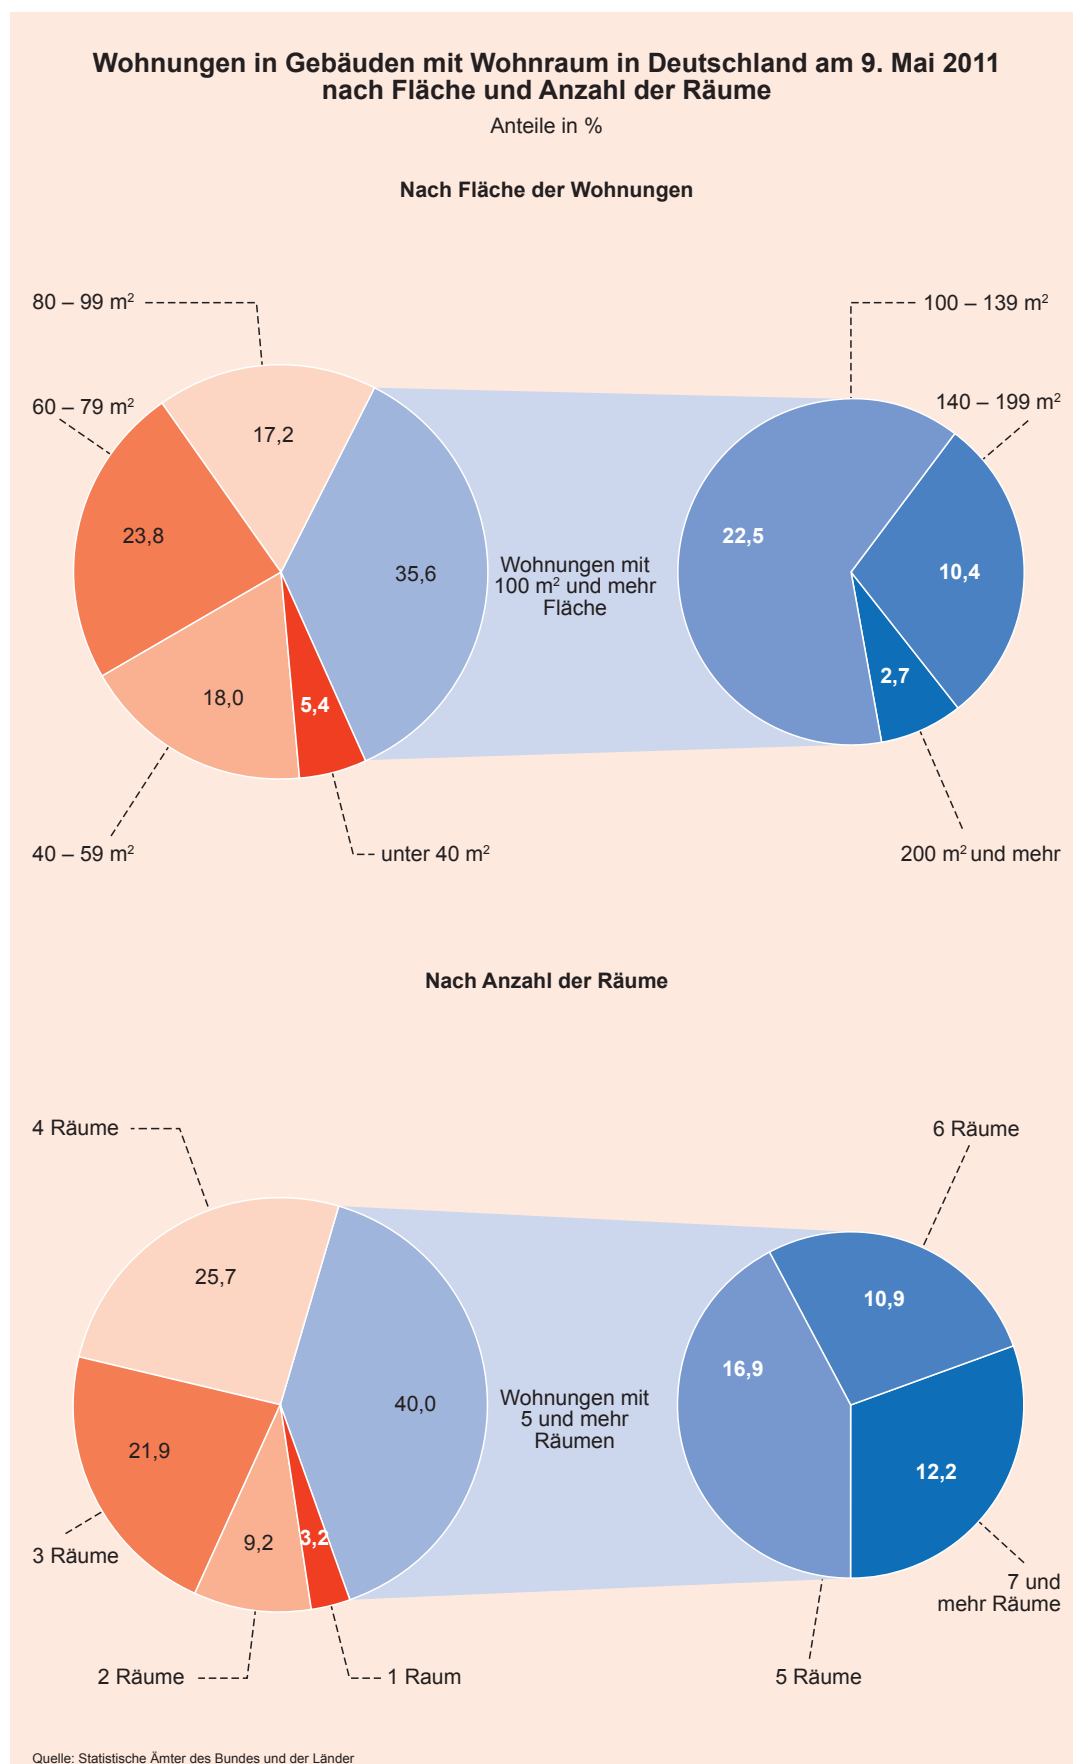 Wohnungen in Gebäuden mit Wohnraum in Deutschland am 9. Mai 2011
nach Fläche und Anzahl der Räume
Anteile in %
Nach Fläche der Wohnungen
80 – 99 m²
100 – 139 m²
60 – 79 m²
140 – 199 m²
17,2
23,8
22,5
35,6
Wohnungen mit
100 m² und mehr
Fläche
10,4
18,0
5,4
2,7
40 – 59 m²
unter 40 m²
200 m² und mehr
Nach Anzahl der Räume
4 Räume
6 Räume
25,7
10,9
16,9
40,0
Wohnungen mit
5 und mehr
Räumen
21,9
12,2
9,2
3,2
3 Räume
7 und
mehr Räume
2 Räume
1 Raum
5 Räume
Quelle: Statistische Ämter des Bundes und der Länder